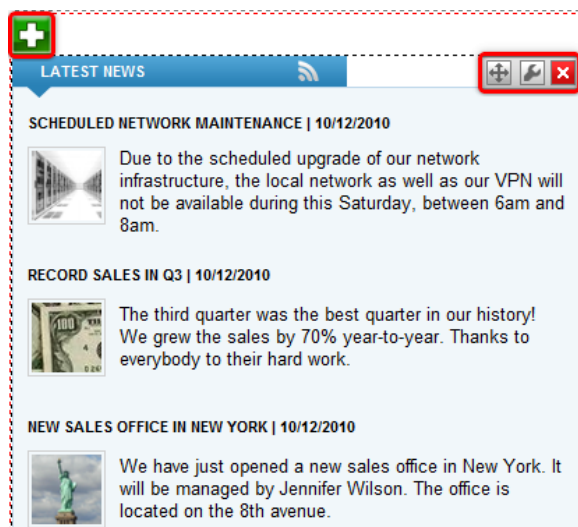 LATEST NEWS
SCHEDULED NETWORK MAINTENANCE | 10/12/2010
Due to the scheduled upgrade of our network
infrastructure, the local network as well as our VPN will
not be available during this Saturday, between 6am and
8am.
RECORD SALES IN Q3 | 10/12/2010
100
The third quarter was the best quarter in our history!
We grew the sales by 70% year-to-year. Thanks to
everybody to their hard work.
NEW SALES OFFICE IN NEW YORK | 10/12/2010
We have just opened a new sales office in New York. It
will be managed by Jennifer Wilson. The office is
located on the 8th avenue.